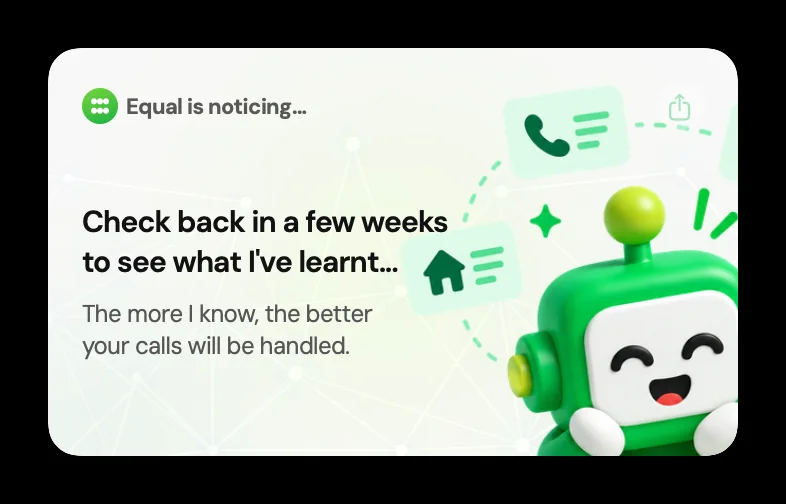 Equal is noticing...
Check back in a few weeks
to see what I've learnt...
The more I know, the better
your calls will be handled.